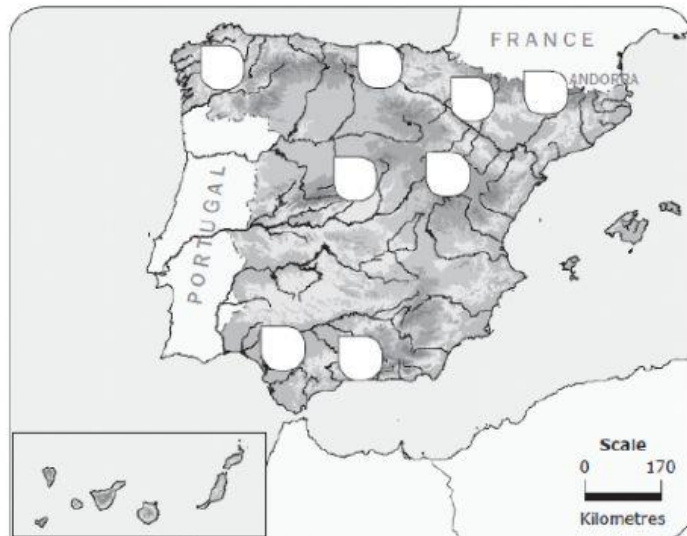 FRANCE
ANDORRA
PORTUGAL
Scale
0 170
Kilometres